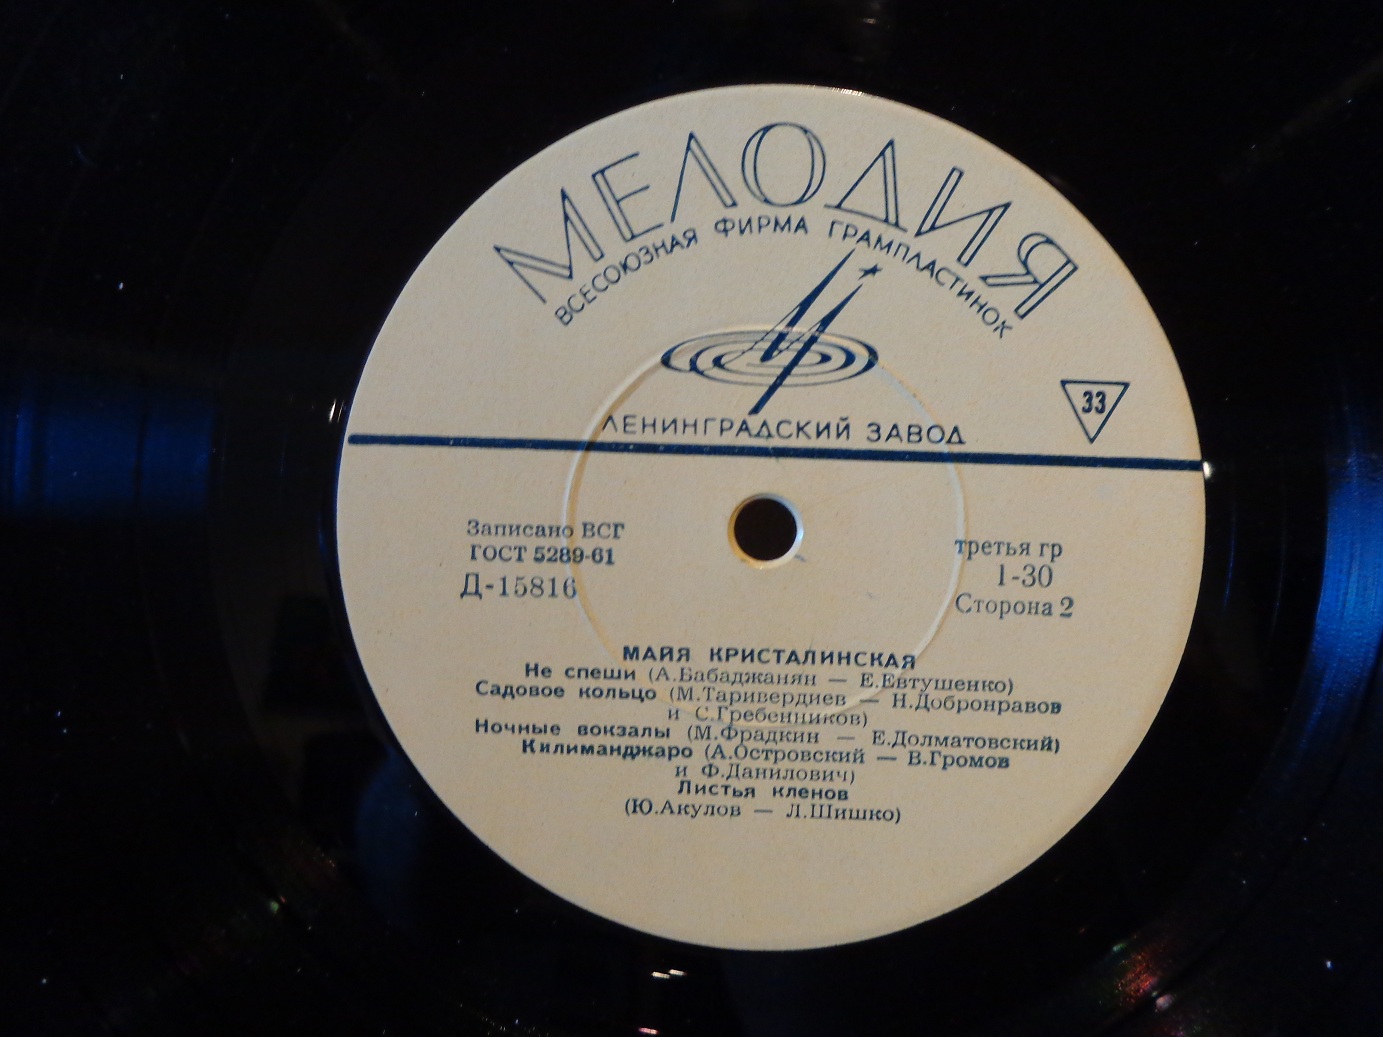 МЕЛОДИЯ
ВСЕСОЮЗНАЯ ФИРМА ГРАМПЛАСТИНОК
33
ЛЕНИНГРАДСКИЙ ЗАВОД
Записано ВСГ
ГОСТ 5289-61
Д-15816
третья гр
1-30
Сторона 2
МАЙЯ КРИСТАЛИНСКАЯ
Не спеши (А.Бабаджанян — Е.Евтушенко)
Садовое кольцо (М.Таривердиев — Н.Добронравов
и С.Гребенников)
Ночные вокзалы (М.Фрадкин — Е.Долматовский)
Килиманджаро (А.Островский — В.Громов
и Ф.Данилович)
Листья кленов
(Ю.Акулов — Л.Шишко)